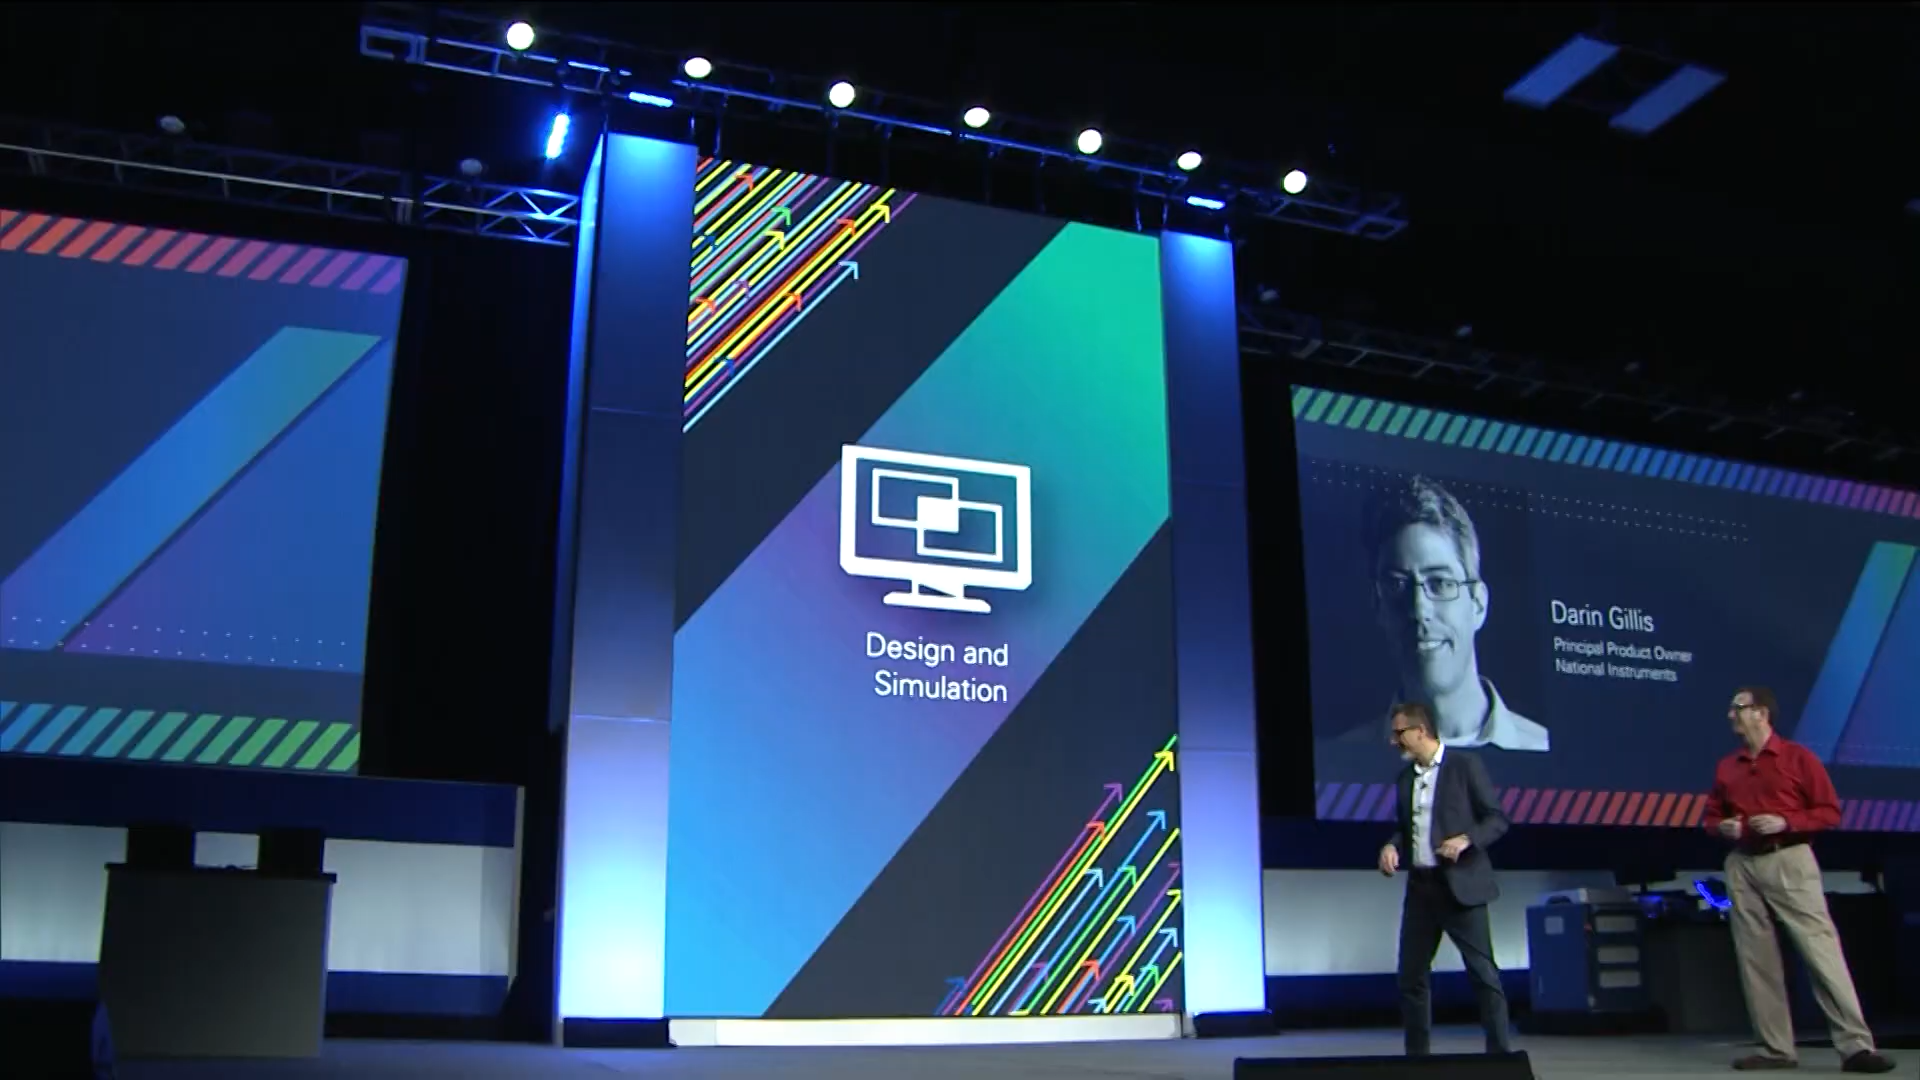 Design and
Simulation
Darin Gillis
Principal Product Owner
National Instruments